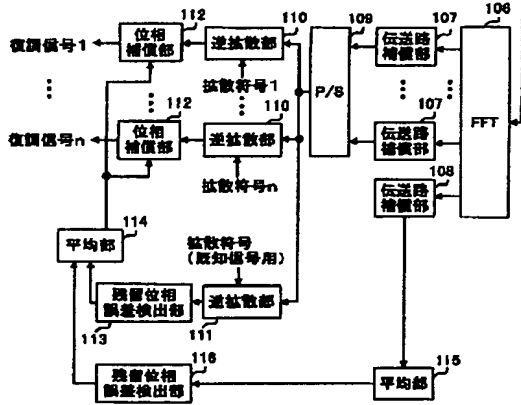 112
110
109
107
106
復調信号1
位相
補償部
逆拡散部
P/S
伝送路
補償部
FFT
拡散符号1
112
110
107
復調信号n
位相
補償部
逆拡散部
伝送路
補償部
拡散符号n
108
伝送路
補償部
114
平均部
拡散符号
(既知信号用)
残留位相
誤差検出部
逆拡散部
113
111
116
115
残留位相
誤差検出部
平均部